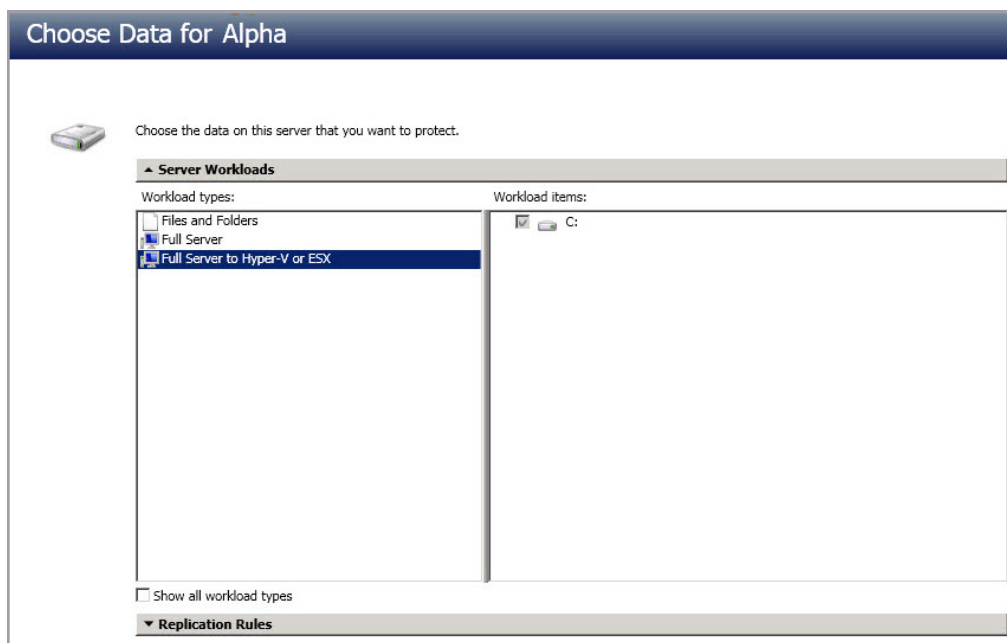 Choose Data for Alpha
Choose the data on this server that you want to protect.
Server Workloads
Workload types:
Workload items:
Files and Folders
C:
Full Server
Full Server to Hyper-V or ESX
Show all workload types
Replication Rules